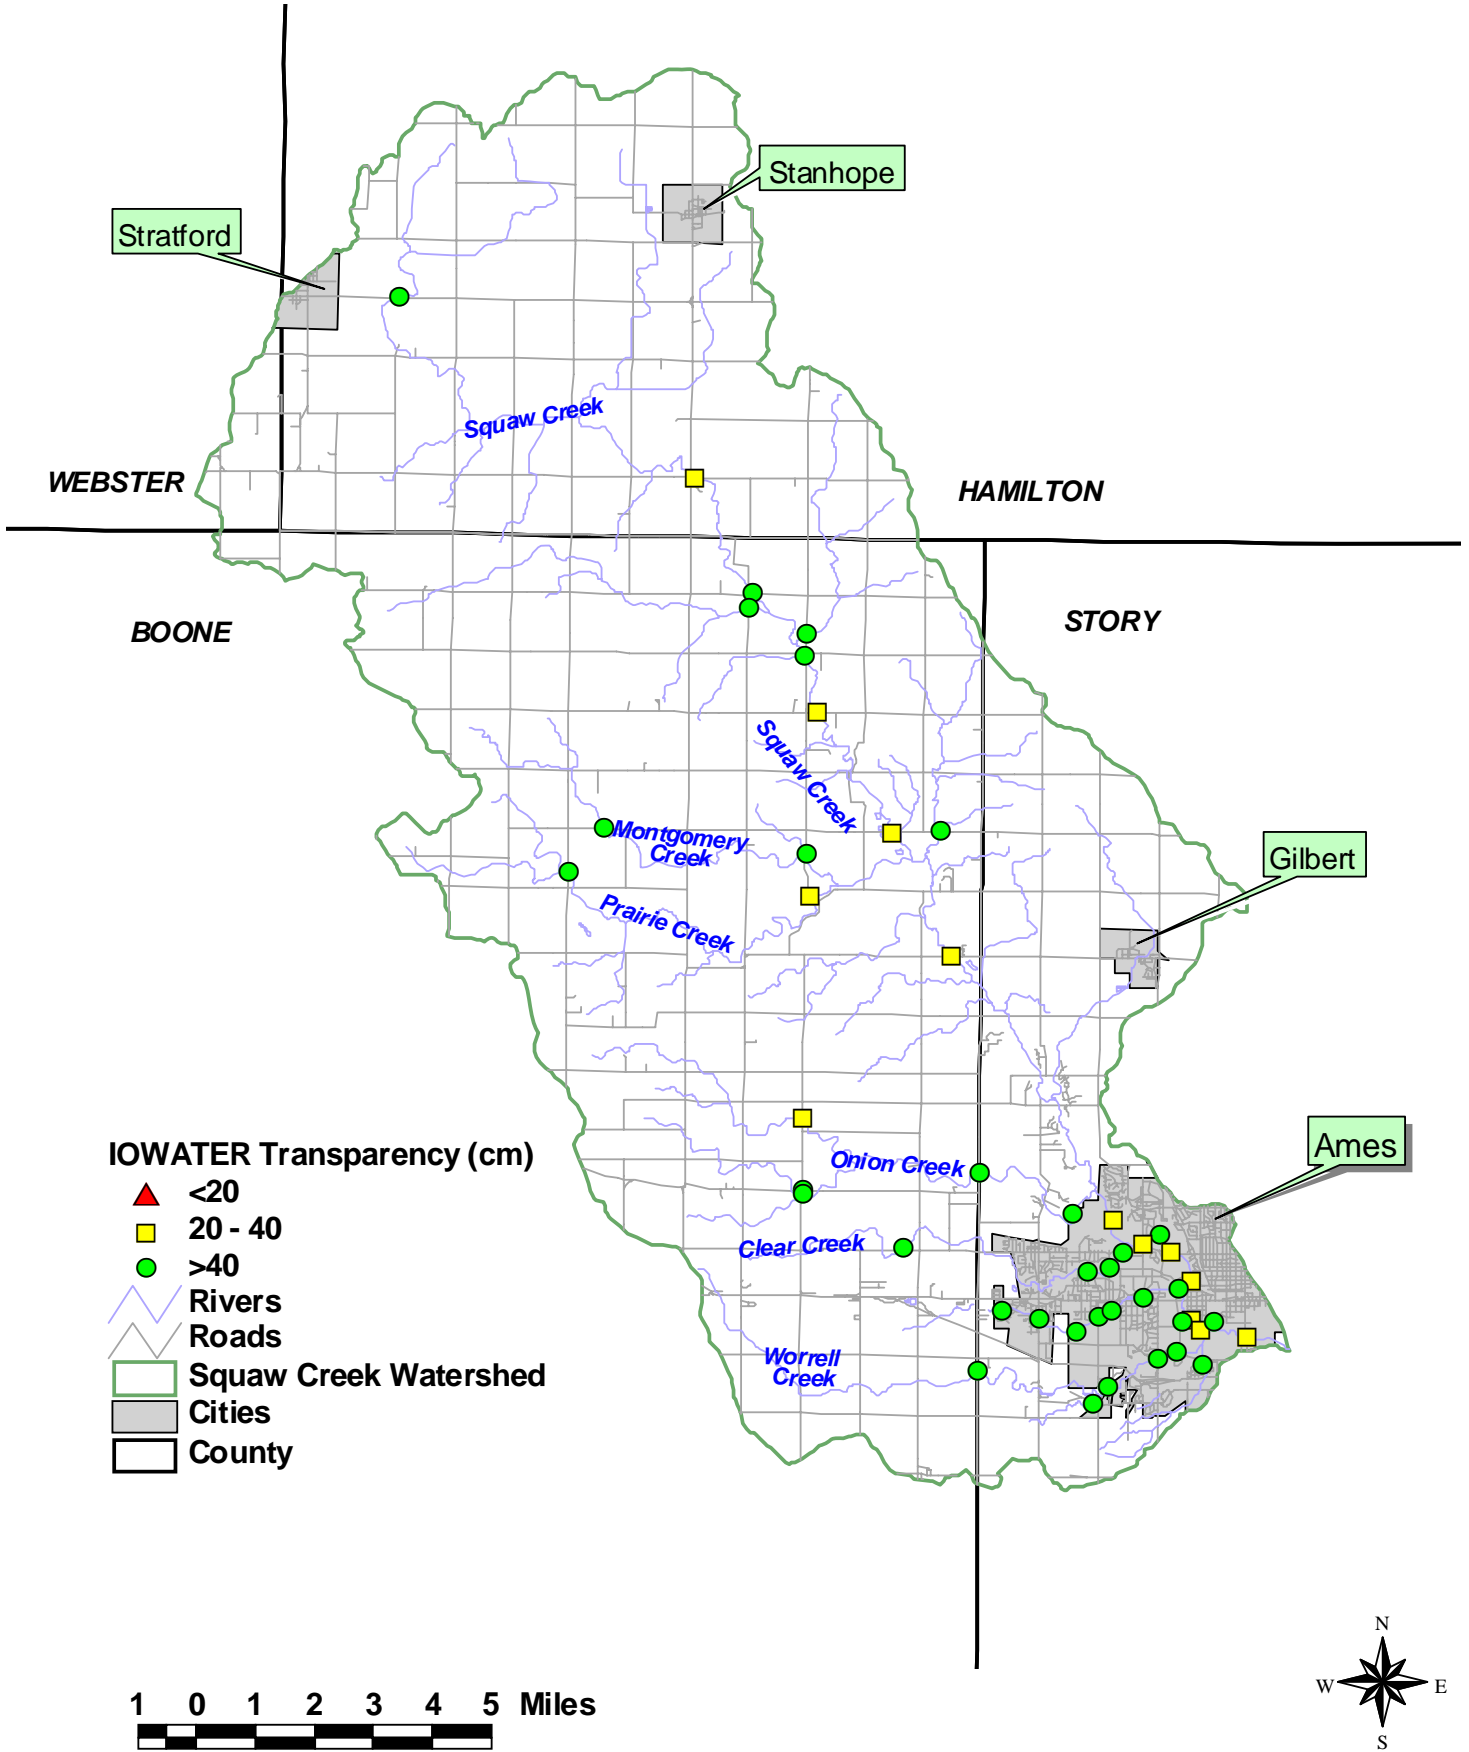 Stanhope
Stratford
Squaw Creek
WEBSTER
HAMILTON
BOONE
STORY
Squaw Creek
Montgomery
Creek
Gilbert
Prairie Creek
IOWATER Transparency (cm)
<20
20 - 40
>40
Rivers
Roads
Squaw Creek Watershed
Cities
County
Onion Creek
Ames
Clear Creek
Worrell
Creek
1 0 1 2 3 4 5 Miles
N
W E
S